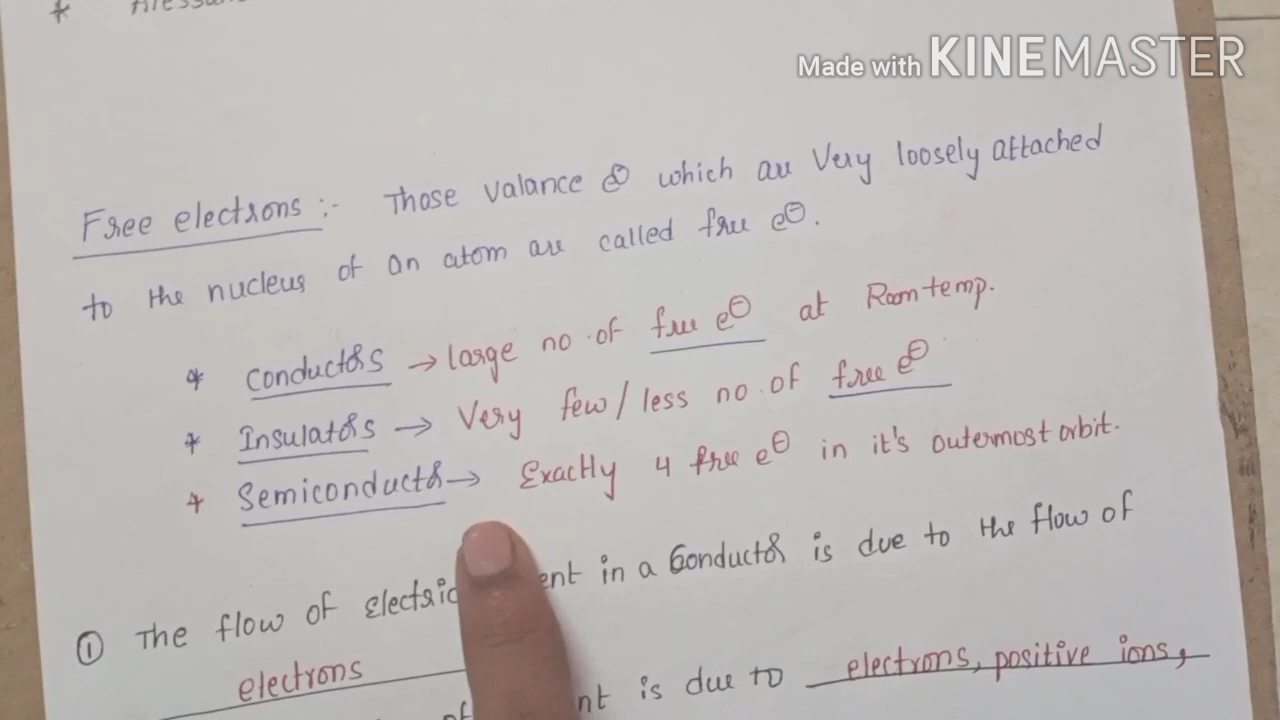 Made with KINEMASTER
Free electrons :- Those valance e⊖ which are very loosely attached
to the nucleus of an atom are called free e⊖.
* Conductors → large no. of free e⊖ at Room temp.
* Insulators → Very few / less no. of free e⊖
* Semiconductor → Exactly 4 free e⊖ in it's outermost orbit.
① The flow of electric in a Conductor is due to the flow of
electrons
of is due to electrons, positive ions,